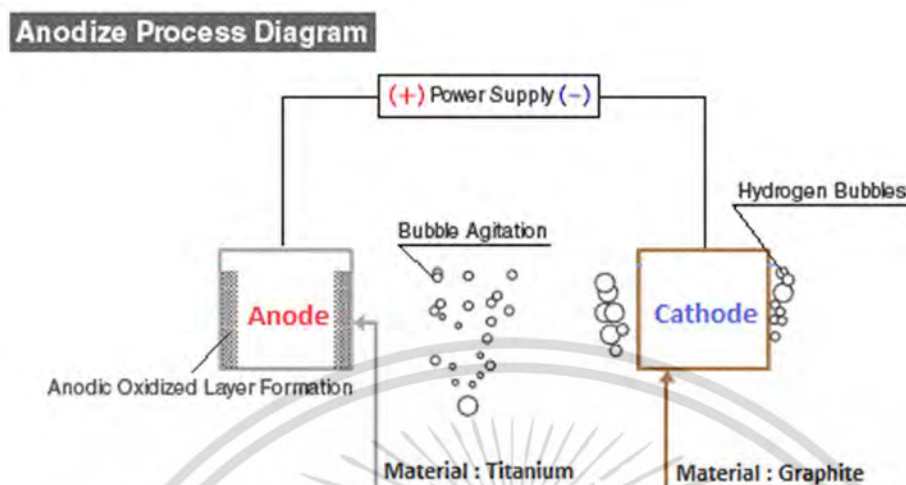 Anodize Process Diagram
(+) Power Supply (-)
Hydrogen Bubbles
Bubble Agitation
Anode
Cathode
Anodic Oxidized Layer Formation
Material : Titanium
Material : Graphite